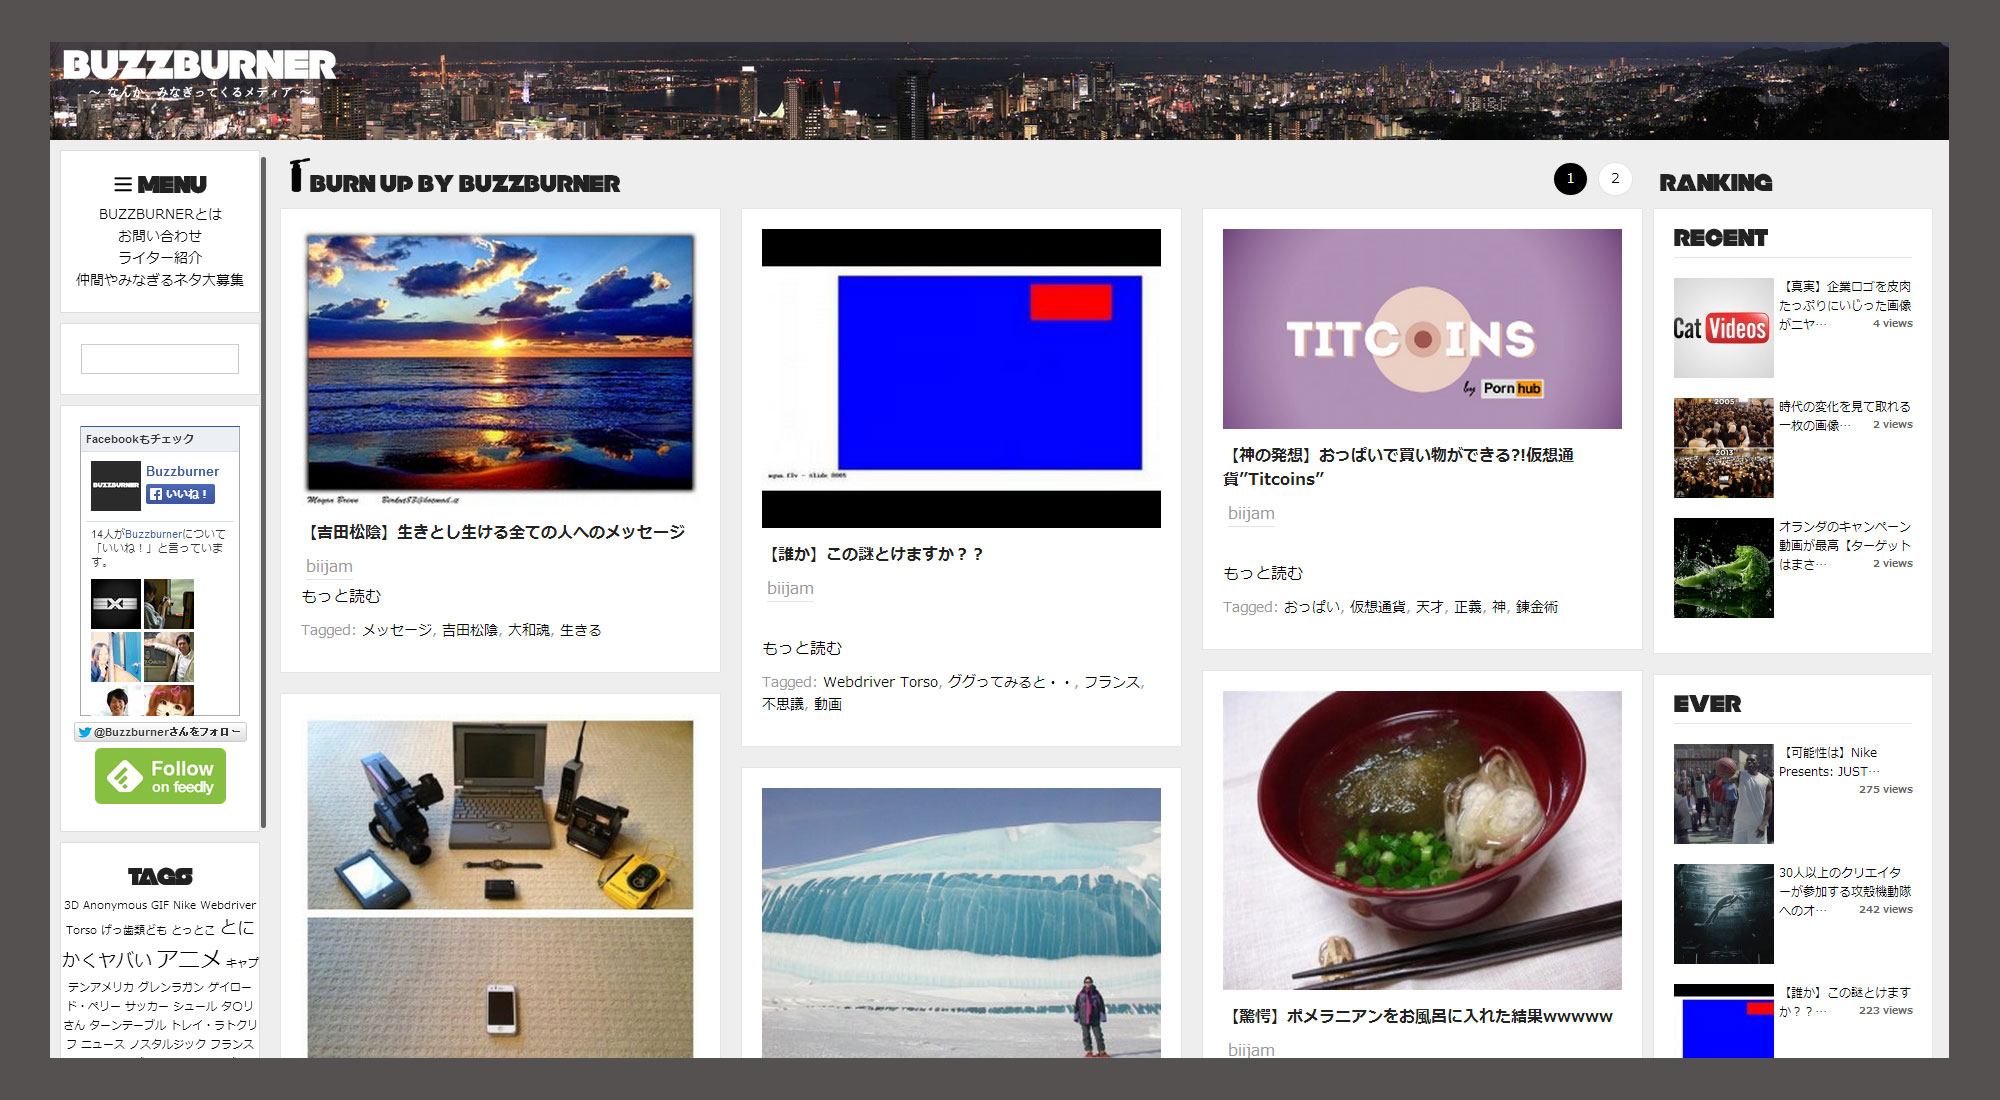 BUZZBURNER
～ なんか、みなぎってくるメディア ～
MENU
BUZZBURNERとは
お問い合わせ
ライター紹介
仲間やみなぎるネタ大募集
Facebookもチェック
BUZZBURNER
Buzzburner
いいね！
14人がBuzzburnerについて
「いいね！」と言っていま
す。
@Buzzburnerさんをフォロー
Follow
on feedly
TAGS
3D Anonymous GIF Nike Webdriver
Torso げっ歯類ども とっとこ とに
かくヤバい アニメ キャプ
テンアメリカ グレンラガン ゲイロー
ド・ペリー サッカー シュール タ〇リ
さん ターンテーブル トレイ・ラトクリ
フ ニュース ノスタルジック フランス
BURN UP BY BUZZBURNER
1
2
【吉田松陰】生きとし生ける全ての人へのメッセージ
biijam
もっと読む
Tagged: メッセージ, 吉田松陰, 大和魂, 生きる
aqua.flv - slide 0005
【誰か】この謎とけますか？？
biijam
もっと読む
Tagged: Webdriver Torso, ググってみると・・, フランス,
不思議, 動画
TITCOINS
by Pornhub
【神の発想】おっぱいで買い物ができる?!仮想通
貨”Titcoins”
biijam
もっと読む
Tagged: おっぱい, 仮想通貨, 天才, 正義, 神, 錬金術
【驚愕】ポメラニアンをお風呂に入れた結果wwwww
biijam
RANKING
RECENT
Cat Videos
【真実】企業ロゴを皮肉
たっぷりにいじった画像
がニヤ…
4 views
2005
2013
時代の変化を見て取れる
一枚の画像…
2 views
オランダのキャンペーン
動画が最高【ターゲット
はまさ…
2 views
EVER
【可能性は】Nike
Presents: JUST…
275 views
30人以上のクリエイタ
ーが参加する攻殻機動隊
へのオ…
242 views
【誰か】この謎とけます
か？？…
223 views